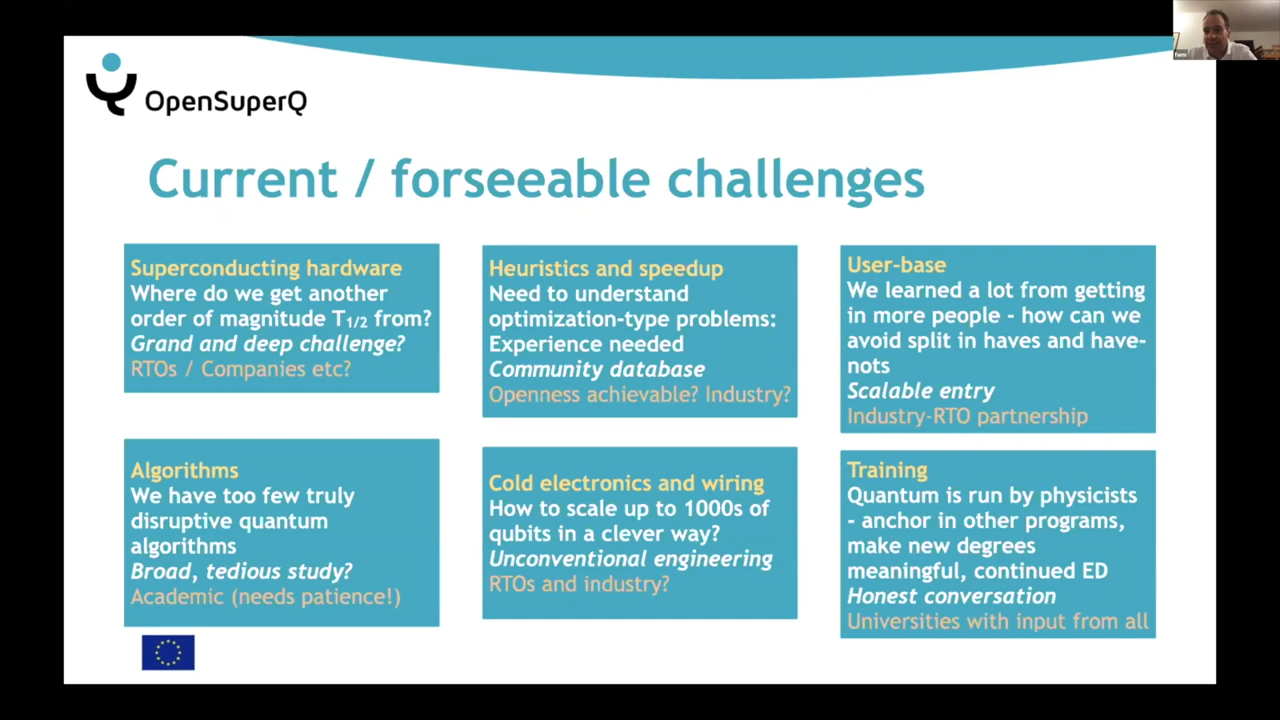 OpenSuperQ
Current / forseeable challenges
Superconducting hardware
Where do we get another
order of magnitude T1/2 from?
Grand and deep challenge?
RTOs / Companies etc?
Heuristics and speedup
Need to understand
optimization-type problems:
Experience needed
Community database
Openness achievable? Industry?
User-base
We learned a lot from getting
in more people - how can we
avoid split in haves and have-
nots
Scalable entry
Industry-RTO partnership
Algorithms
We have too few truly
disruptive quantum
algorithms
Broad, tedious study?
Academic (needs patience!)
Cold electronics and wiring
How to scale up to 1000s of
qubits in a clever way?
Unconventional engineering
RTOs and industry?
Training
Quantum is run by physicists
- anchor in other programs,
make new degrees
meaningful, continued ED
Honest conversation
Universities with input from all